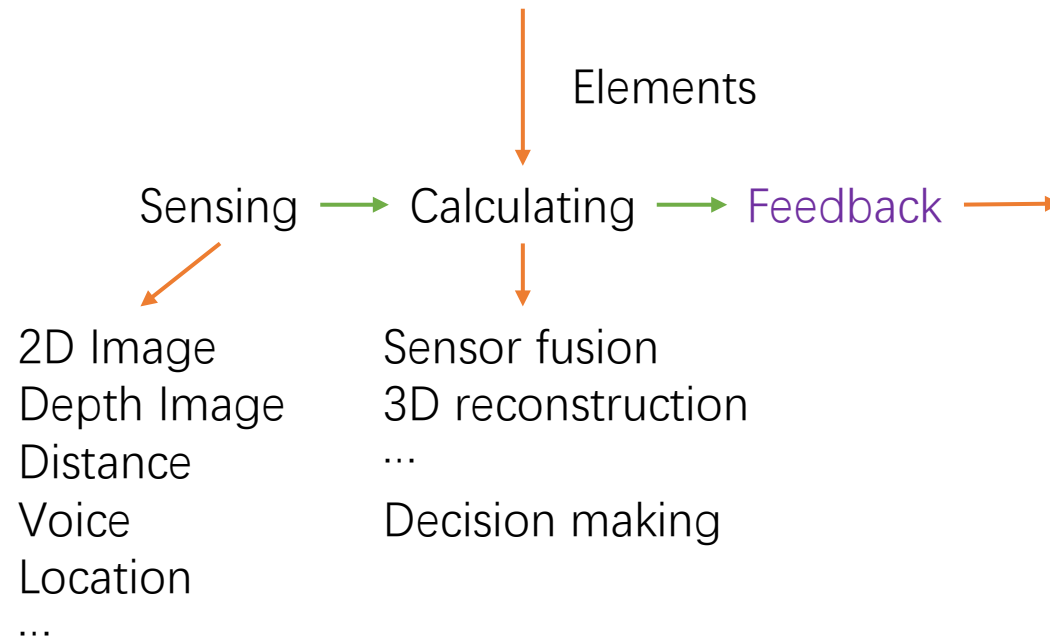 Elements
Sensing Calculating Feedback
2D Image
Depth Image
Distance
Voice
Location
...
Sensor fusion
3D reconstruction
...
Decision making